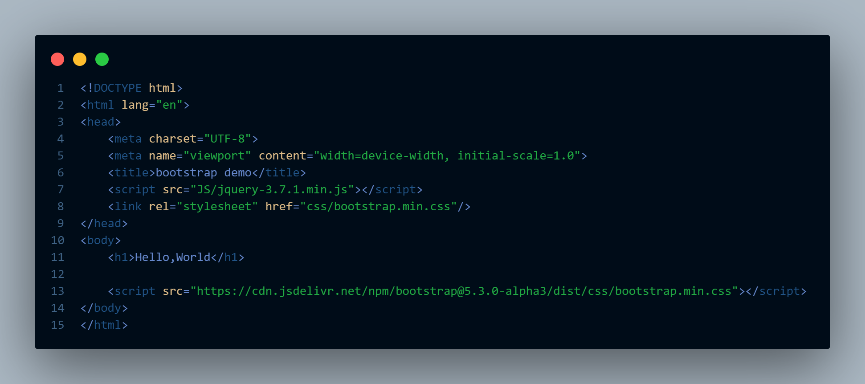 1 <!DOCTYPE html>
2 <html lang="en">
3 <head>
4     <meta charset="UTF-8">
5     <meta name="viewport" content="width=device-width, initial-scale=1.0">
6     <title>bootstrap demo</title>
7     <script src="JS/jquery-3.7.1.min.js"></script>
8     <link rel="stylesheet" href="css/bootstrap.min.css"/>
9 </head>
10 <body>
11     <h1>Hello,World</h1>
12
13     <script src="https://cdn.jsdelivr.net/npm/bootstrap@5.3.0-alpha3/dist/css/bootstrap.min.css"></script>
14 </body>
15 </html>